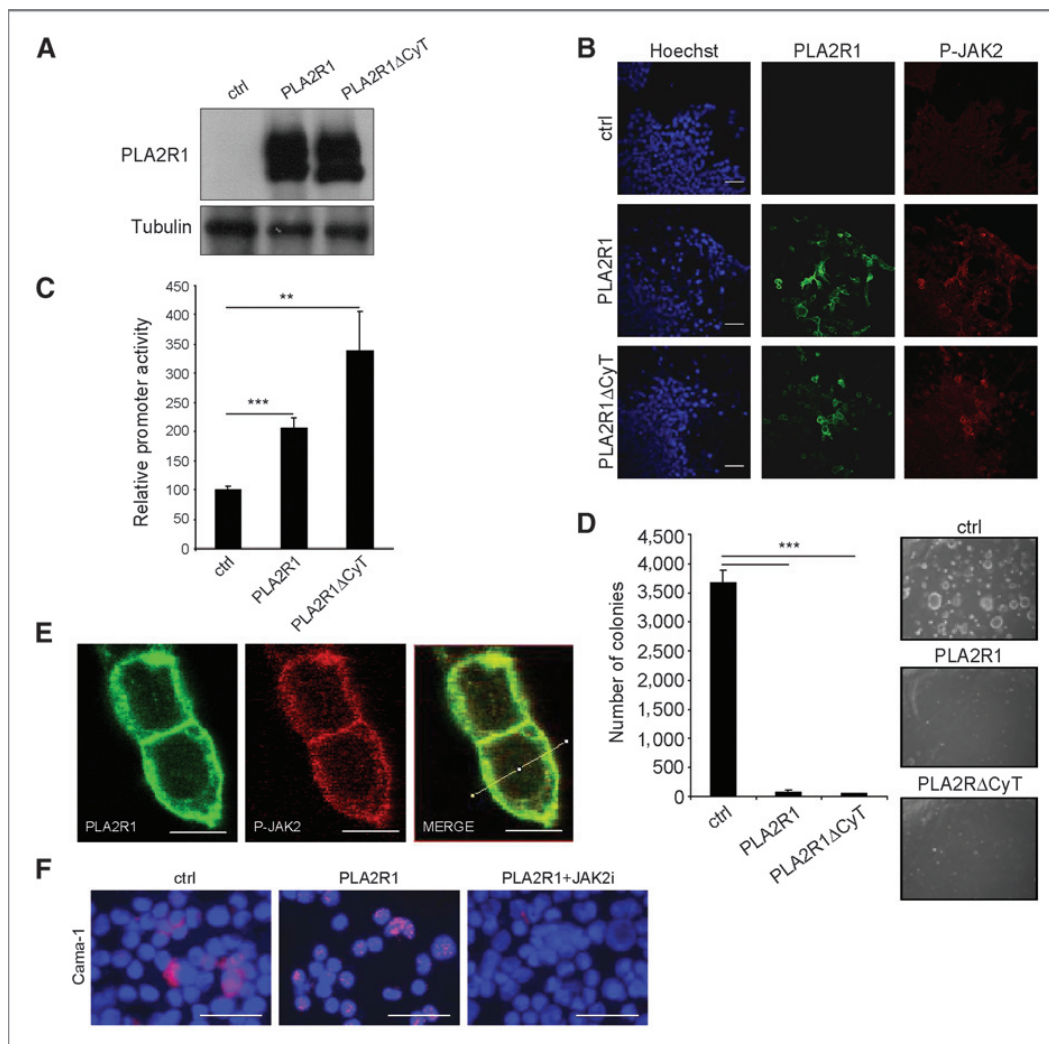 A
ctrl
PLA2R1
PLA2R1ΔCyT
PLA2R1
Tubulin
B
Hoechst
PLA2R1
P-JAK2
ctrl
PLA2R1
PLA2R1ΔCyT
C
Relative promoter activity
450
400
350
300
250
200
150
100
50
0
**
***
ctrl
PLA2R1
PLA2R1ΔCyT
D
Number of colonies
4,500
4,000
3,500
3,000
2,500
2,000
1,500
1,000
500
0
***
ctrl
PLA2R1
PLA2R1ΔCyT
ctrl
PLA2R1
PLA2RΔCyT
E
PLA2R1
P-JAK2
MERGE
F
ctrl
PLA2R1
PLA2R1+JAK2i
Cama-1